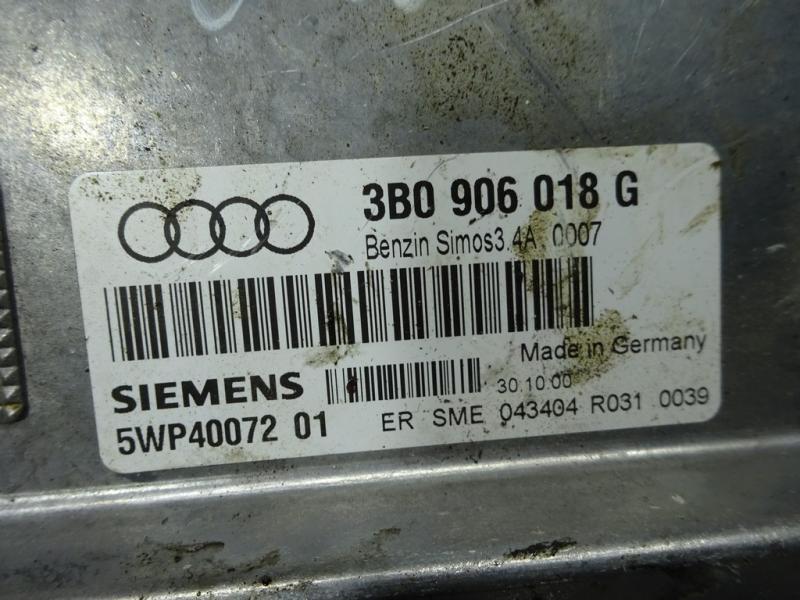 3B0 906 018 G
Benzin Simos3.4A 0007
Made in Germany
SIEMENS
30.10.00
5WP40072 01
ER SME 043404 R031 0039